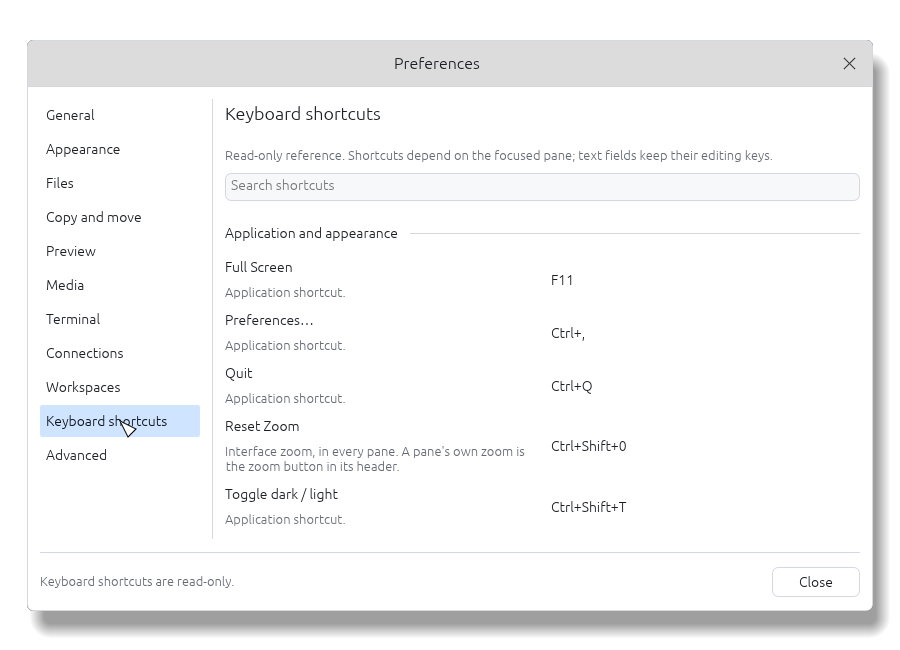 Preferences
General
Appearance
Files
Copy and move
Preview
Media
Terminal
Connections
Workspaces
Keyboard shortcuts
Advanced
Keyboard shortcuts
Read-only reference. Shortcuts depend on the focused pane; text fields keep their editing keys.
Search shortcuts
Application and appearance
Full Screen
Application shortcut.
F11
Preferences…
Application shortcut.
Ctrl+,
Quit
Application shortcut.
Ctrl+Q
Reset Zoom
Interface zoom, in every pane. A pane's own zoom is
the zoom button in its header.
Ctrl+Shift+0
Toggle dark / light
Application shortcut.
Ctrl+Shift+T
Keyboard shortcuts are read-only.
Close